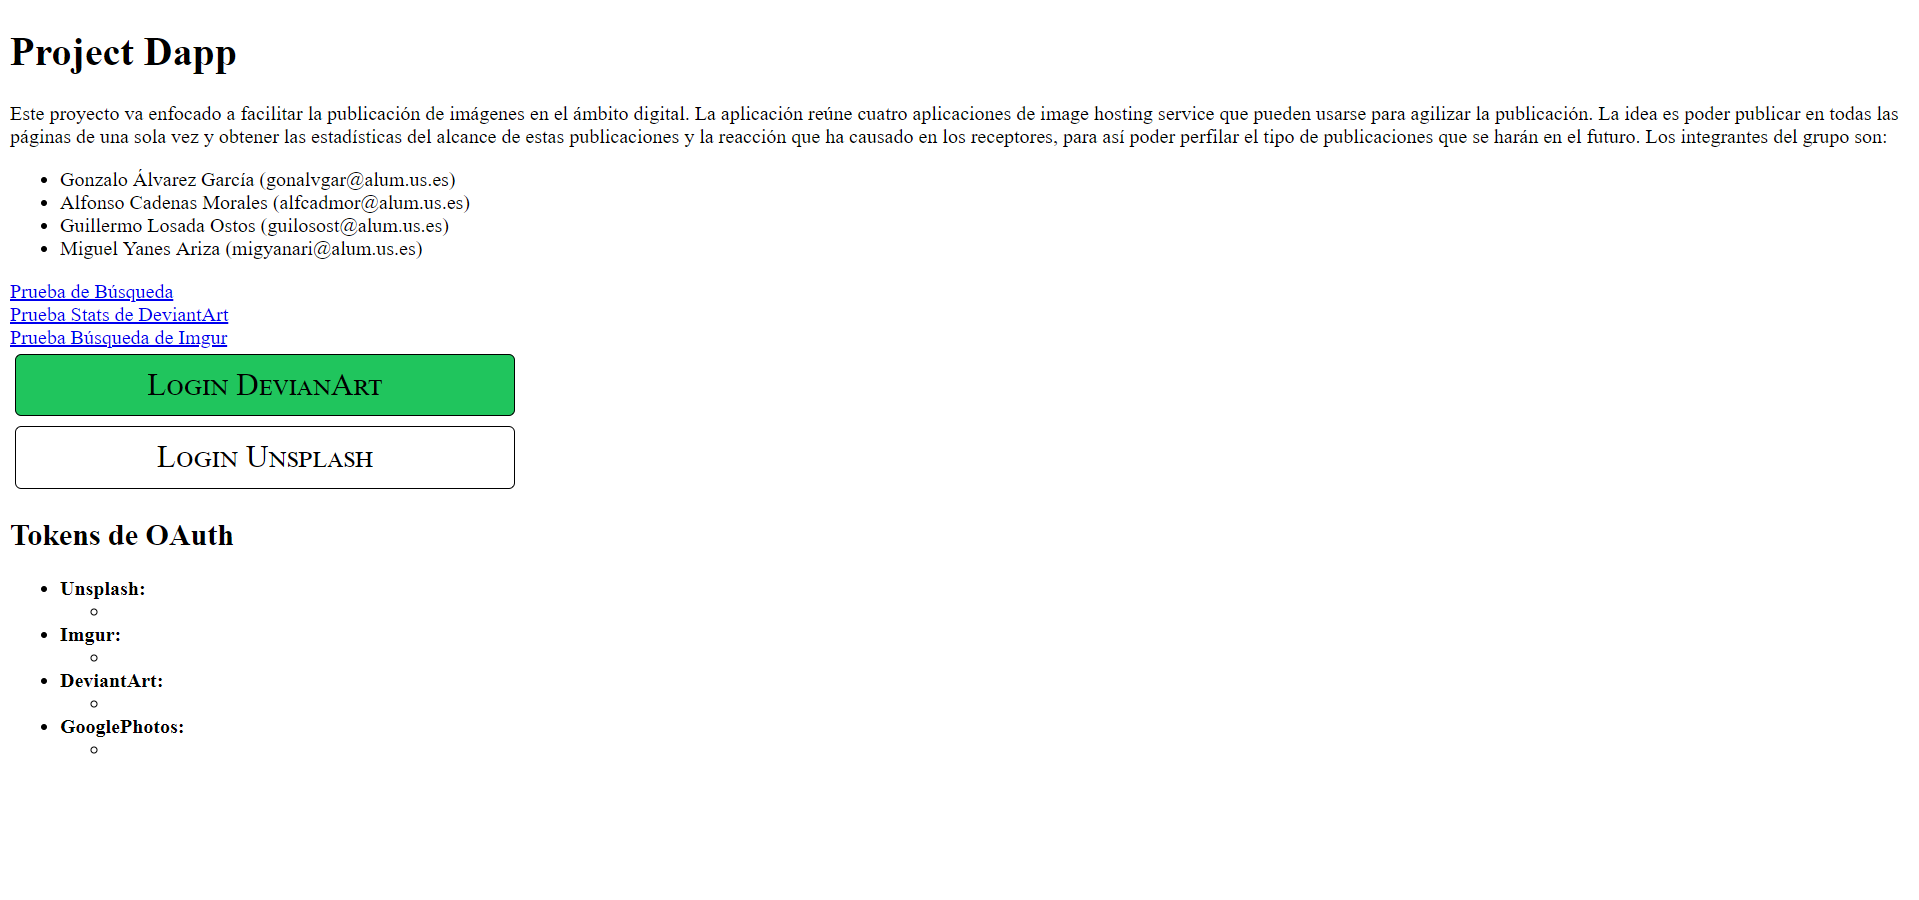 Project Dapp
Este proyecto va enfocado a facilitar la publicación de imágenes en el ámbito digital. La aplicación reúne cuatro aplicaciones de image hosting service que pueden usarse para agilizar la publicación. La idea es poder publicar en todas las
páginas de una sola vez y obtener las estadísticas del alcance de estas publicaciones y la reacción que ha causado en los receptores, para así poder perfilar el tipo de publicaciones que se harán en el futuro. Los integrantes del grupo son:
Gonzalo Álvarez García (gonalvgar@alum.us.es)
Alfonso Cadenas Morales (alfcadmor@alum.us.es)
Guillermo Losada Ostos (guilosost@alum.us.es)
Miguel Yanes Ariza (migyanari@alum.us.es)
Prueba de Búsqueda
Prueba Stats de DeviantArt
Prueba Búsqueda de Imgur
Login DevianArt
Login Unsplash
Tokens de OAuth
Unsplash:
Imgur:
DeviantArt:
GooglePhotos: